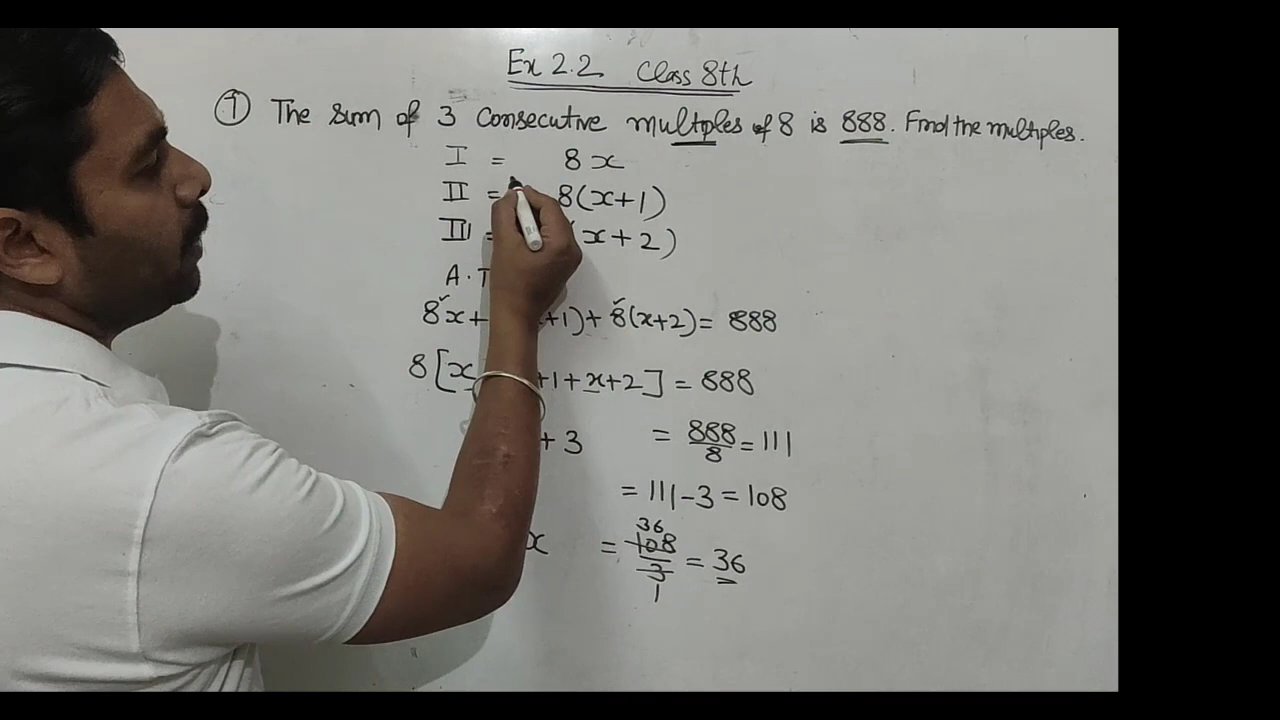 Ex 2.2 Class 8th
7 The sum of 3 consecutive multiples of 8 is 888. Find the multiples.
I = 8x
II = 8(x+1)
III = (x+2)
A.T
8x+ +1)+ 8(x+2) = 888
8[x +1+x+2] = 888
+3 = 888/8 = 111
= 111-3 = 108
x = 36 108/3 1 = 36